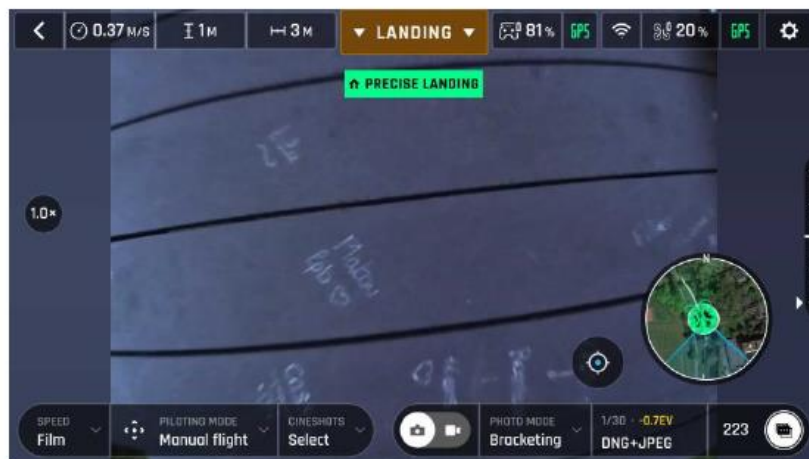 0.37 M/S
1 M
3 M
LANDING
81%
GPS
20%
GPS
PRECISE LANDING
1.0×
N
SPEED
Film
PILOTING MODE
Manual flight
CINESHOTS
Select
PHOTO MODE
Bracketing
1/30 - -0.7EV
DNG+JPEG
223